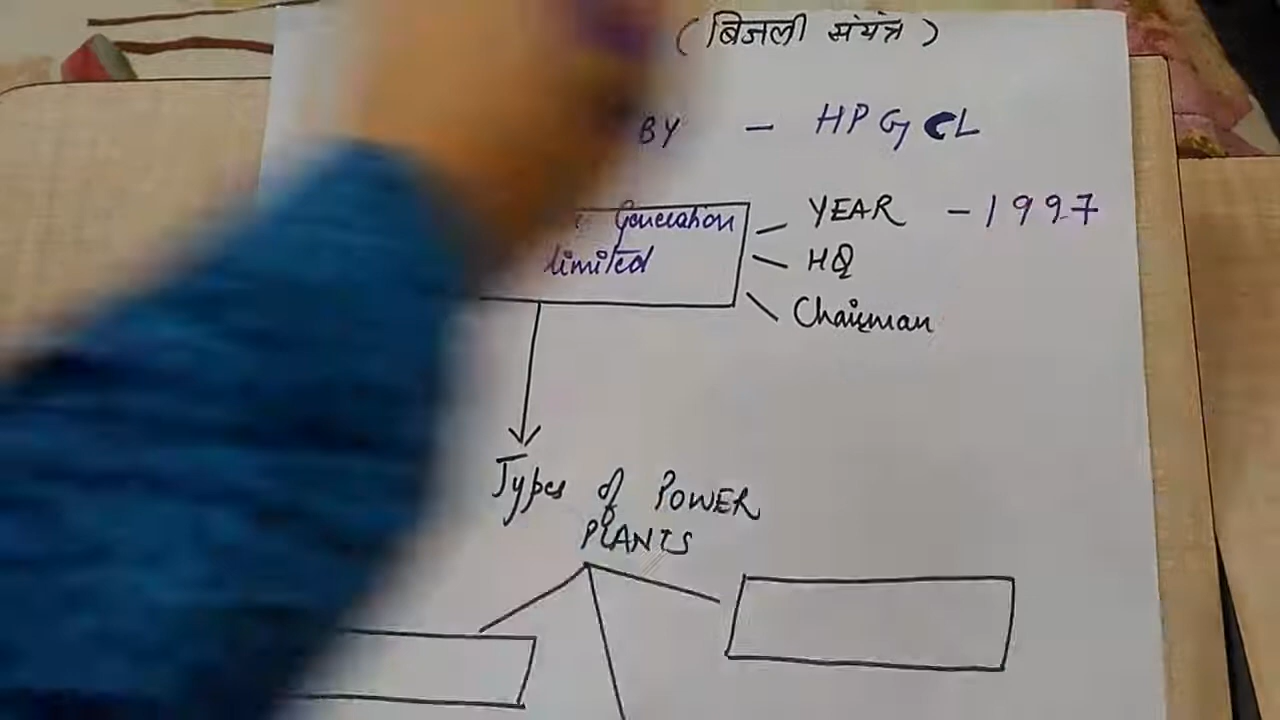 (बिजली संयंत्र)
BY - HPGCL
Generation
limited
YEAR - 1997
HQ
Chairman
Types of POWER
PLANTS